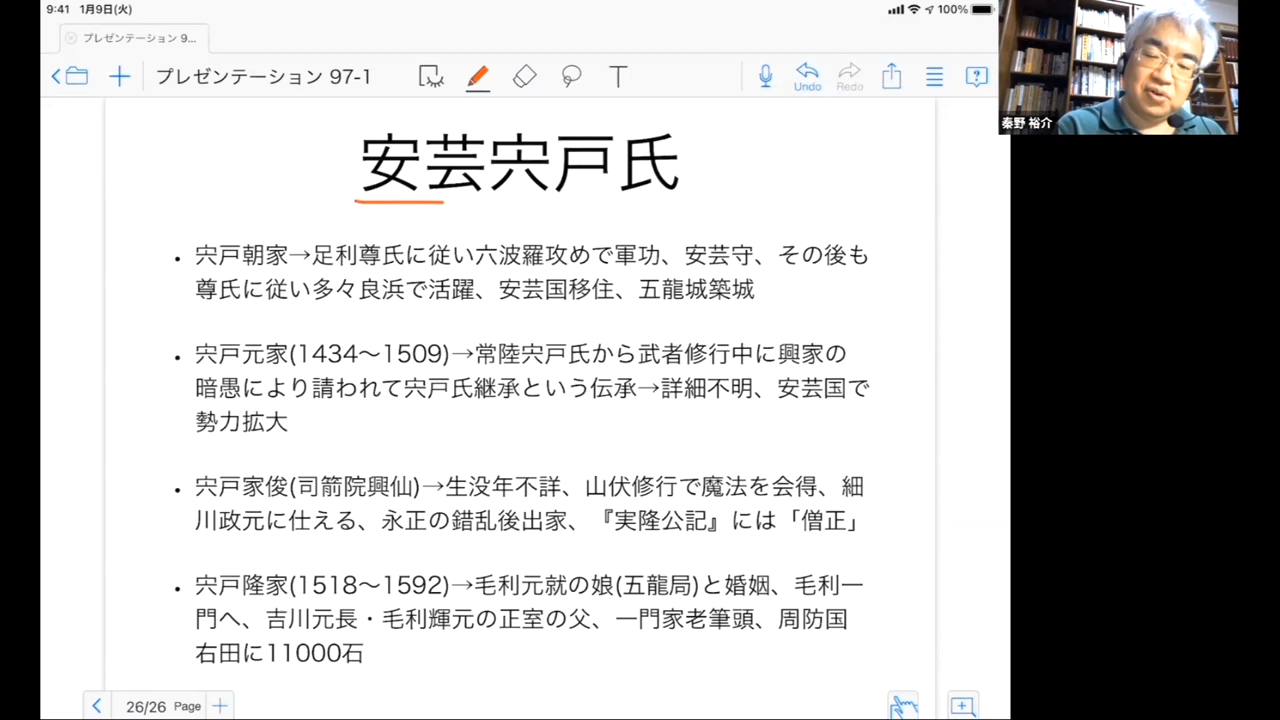 9:41 1月9日(火)
100%
プレゼンテーション 9...
プレゼンテーション 97-1
Undo
Redo
秦野 裕介
安芸宍戸氏
・宍戸朝家→足利尊氏に従い六波羅攻めで軍功、安芸守、その後も
尊氏に従い多々良浜で活躍、安芸国移住、五龍城築城
・宍戸元家(1434〜1509)→常陸宍戸氏から武者修行中に興家の
暗愚により請われて宍戸氏継承という伝承→詳細不明、安芸国で
勢力拡大
・宍戸家俊(司箭院興仙)→生没年不詳、山伏修行で魔法を会得、細
川政元に仕える、永正の錯乱後出家、『実隆公記』には「僧正」
・宍戸隆家(1518〜1592)→毛利元就の娘(五龍局)と婚姻、毛利一
門へ、吉川元長・毛利輝元の正室の父、一門家老筆頭、周防国
右田に11000石
26/26 Page